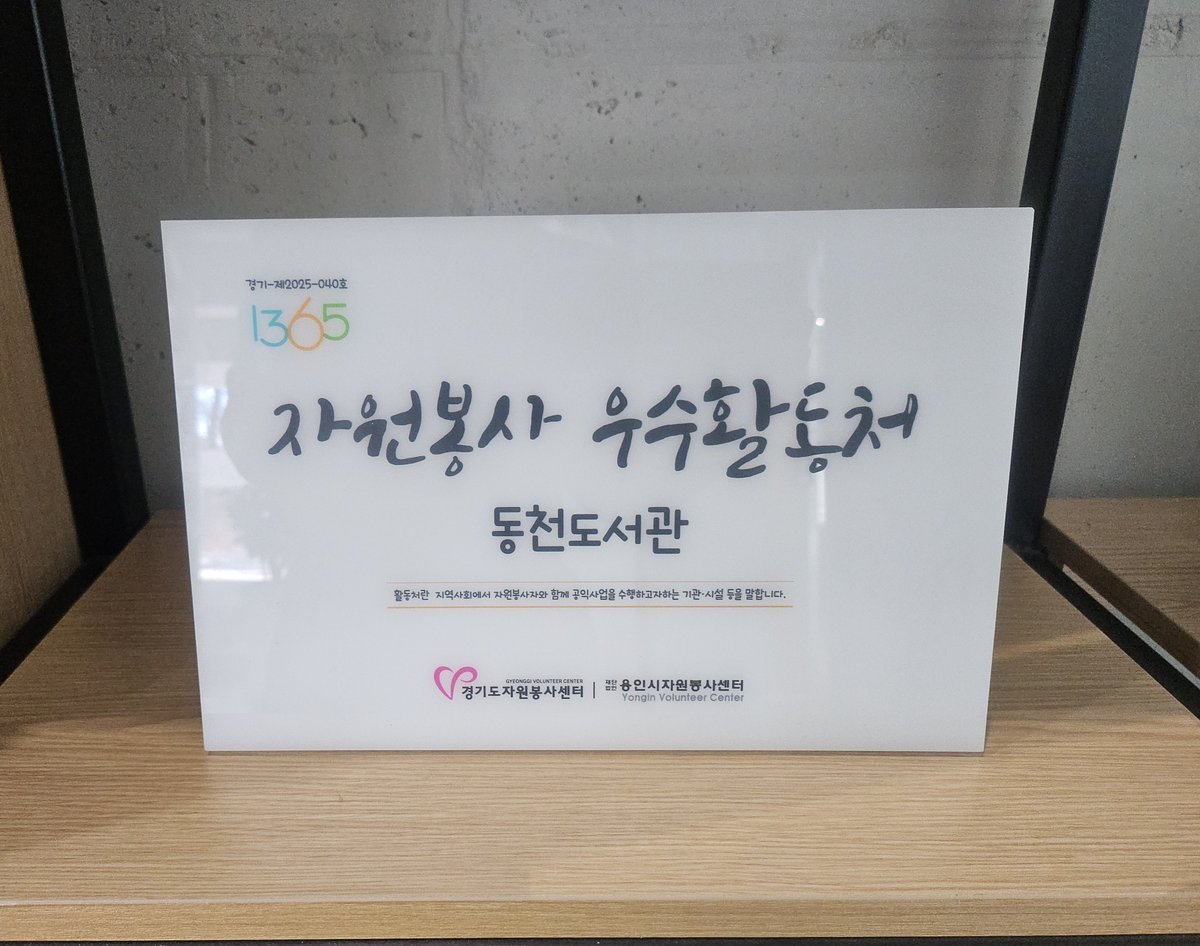 경기-제2025-040호
1365
자원봉사 우수활동처
동천도서관
활동처란 지역사회에서 자원봉사자와 함께 공익사업을 수행하고자하는 기관·시설 등을 말합니다.
GYEONGGI VOLUNTEER CENTER
경기도자원봉사센터 | 재단법인 용인시자원봉사센터
Yongin Volunteer Center